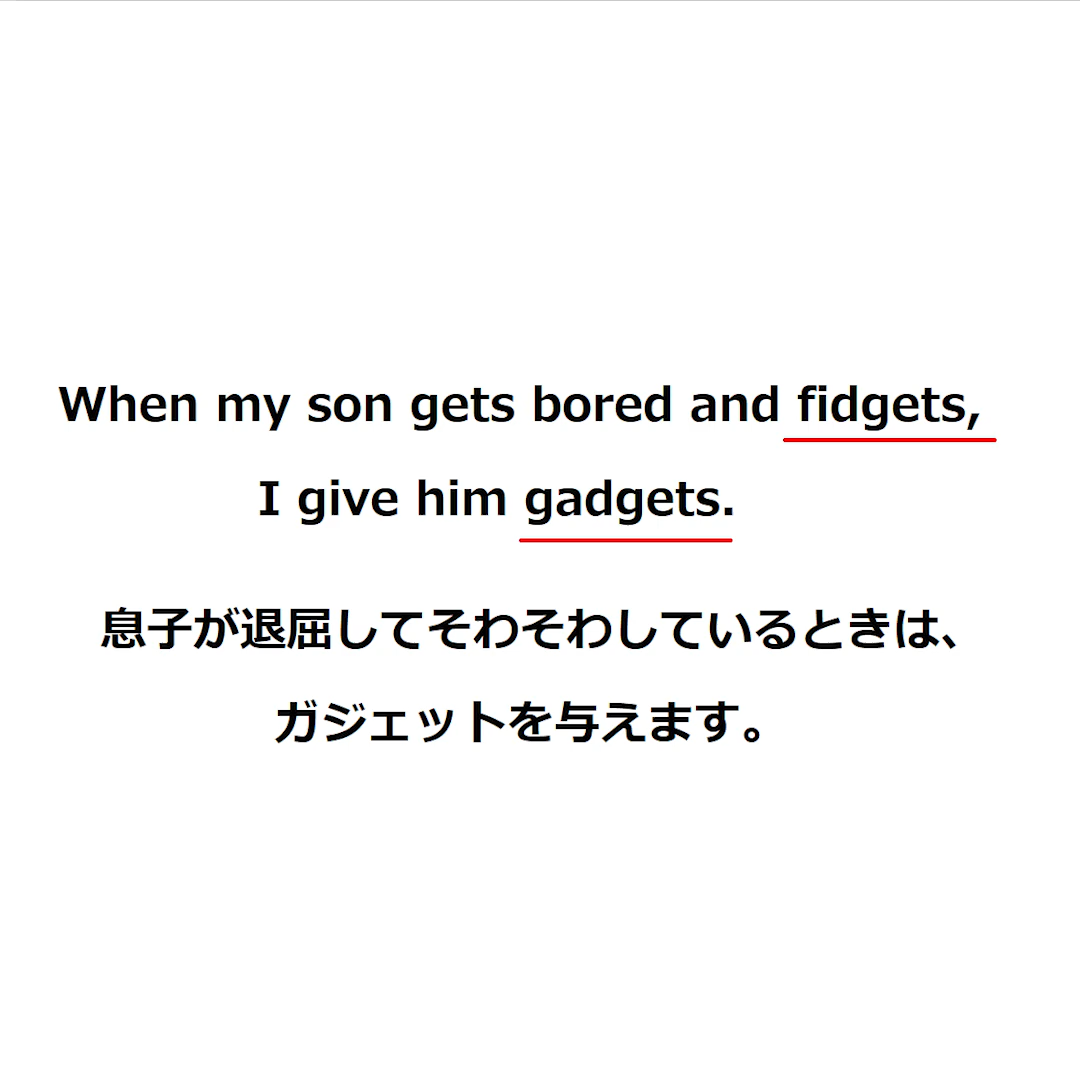 When my son gets bored and fidgets,
I give him gadgets.
息子が退屈してそわそわしているときは、
ガジェットを与えます。